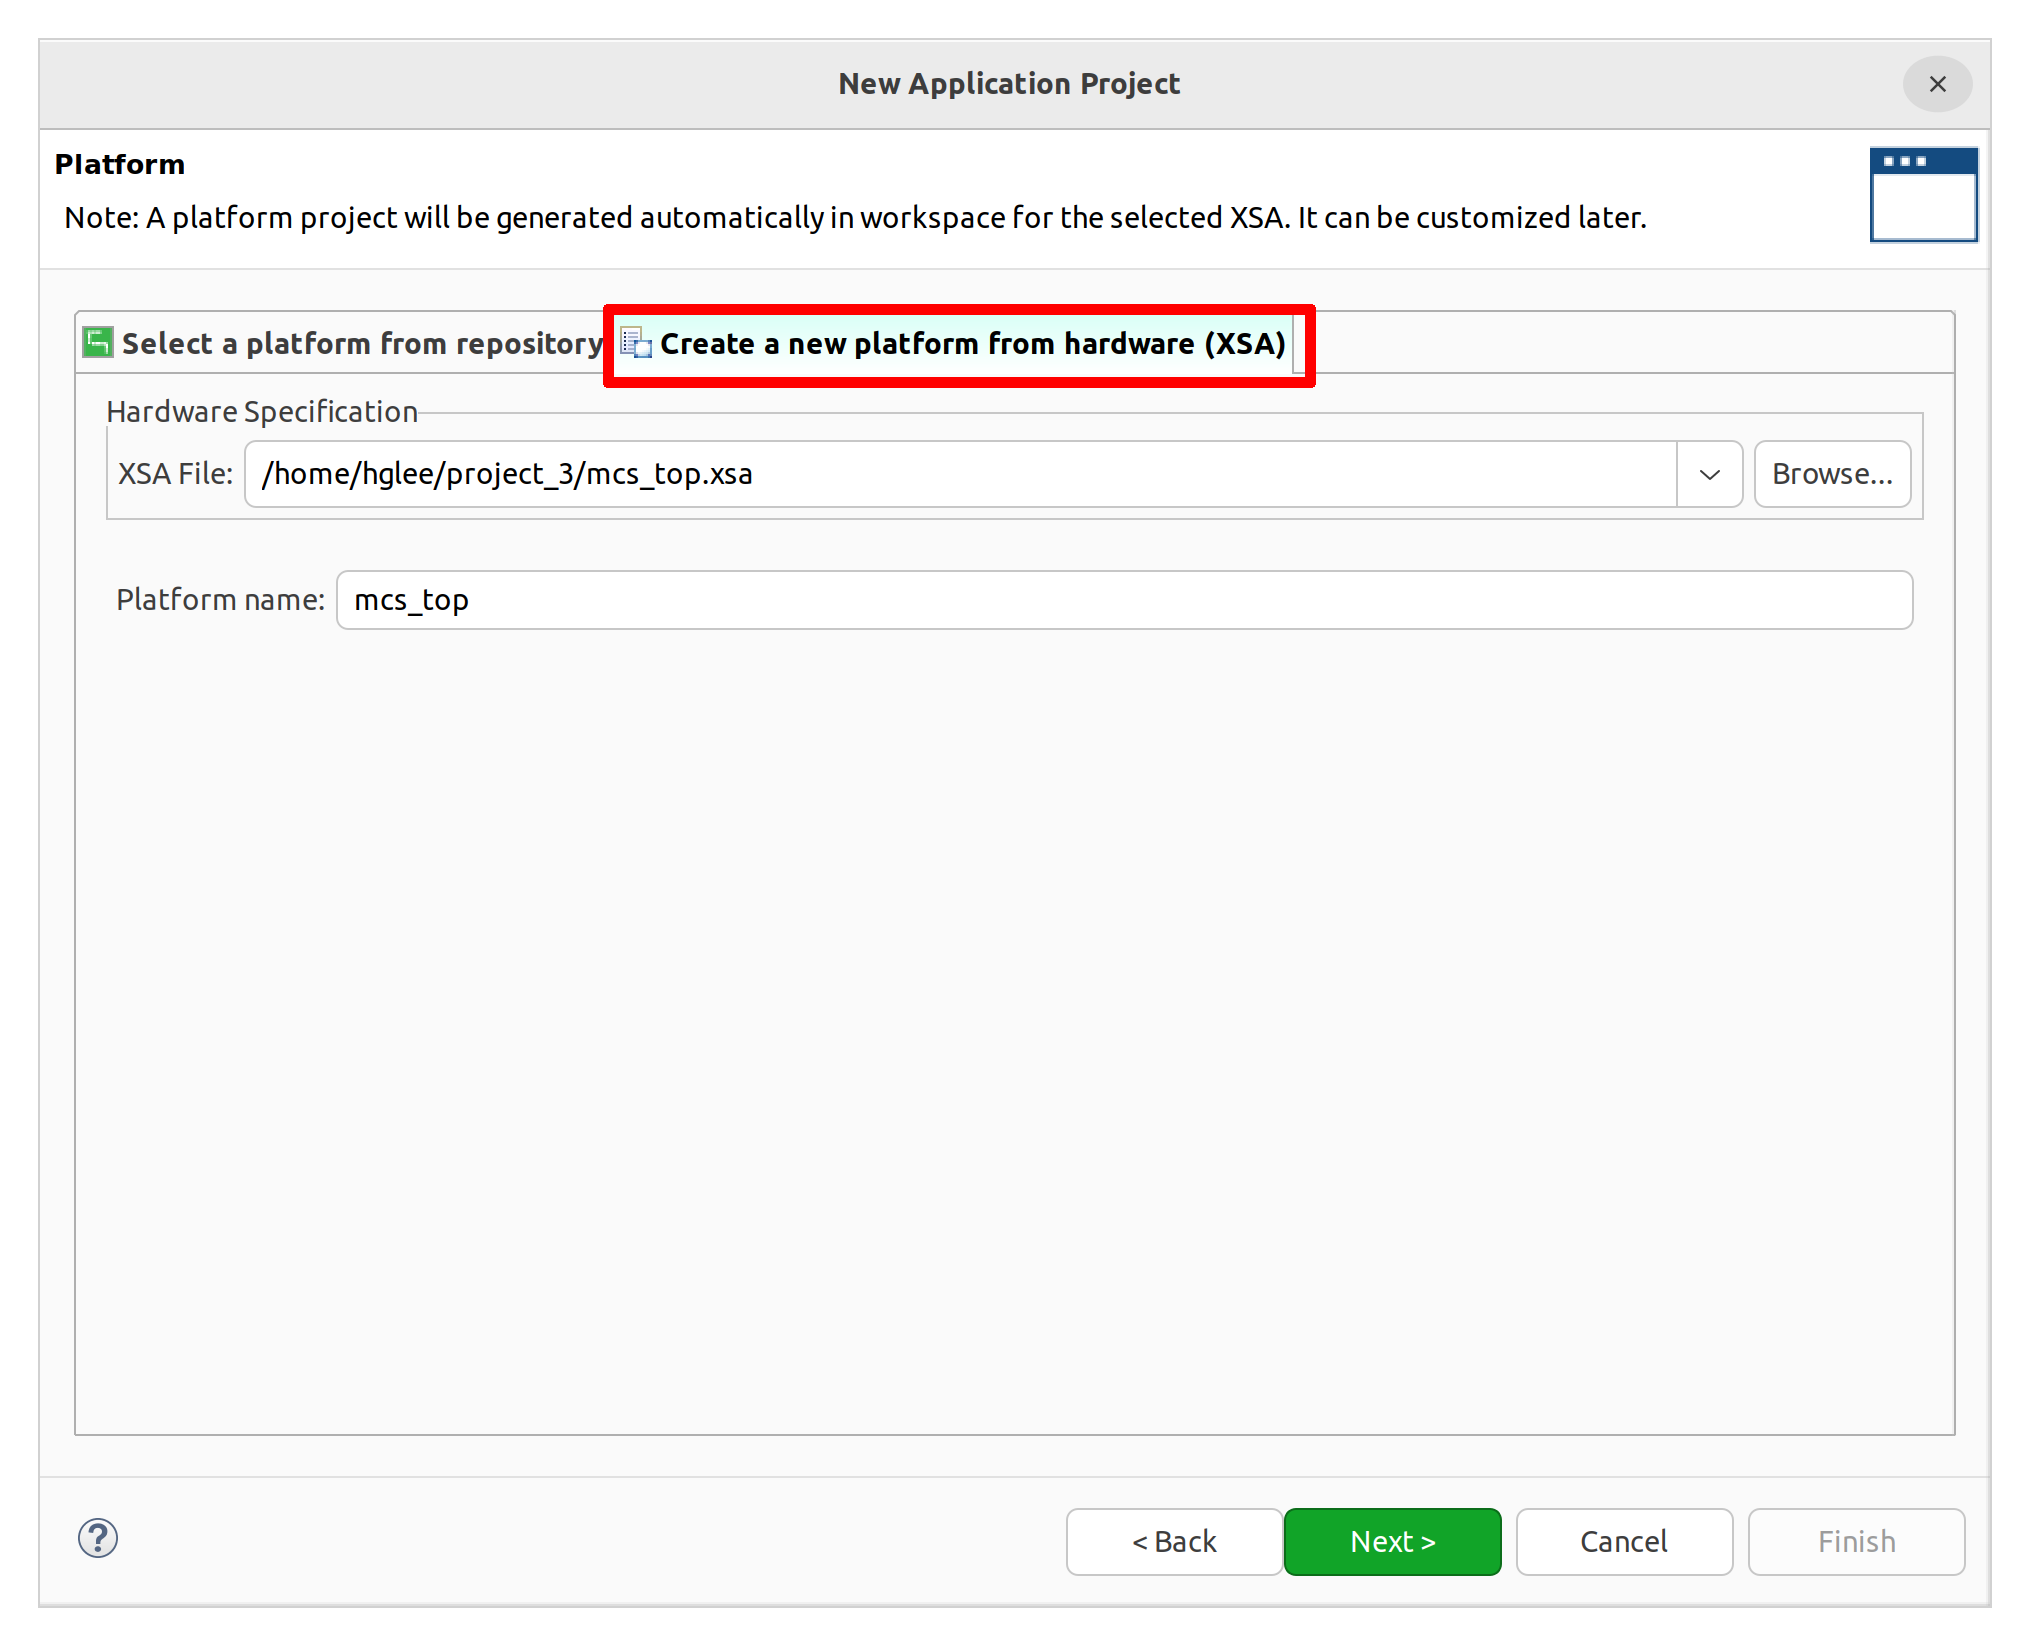 New Application Project
Platform
Note: A platform project will be generated automatically in workspace for the selected XSA. It can be customized later.
Select a platform from repository Create a new platform from hardware (XSA)
Hardware Specification
XSA File: /home/hglee/project_3/mcs_top.xsa Browse...
Platform name: mcs_top
? < Back Next > Cancel Finish